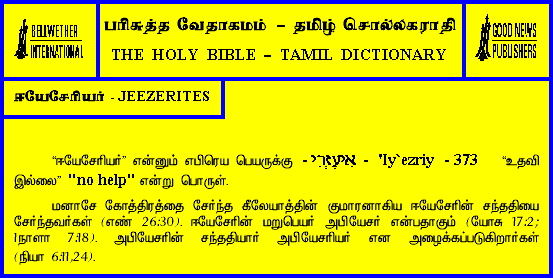 BELLWETHER
INTERNATIONAL
பரிசுத்த வேதாகமம் – தமிழ் சொல்லகராதி
THE HOLY BIBLE – TAMIL DICTIONARY
GOOD NEWS
PUBLISHERS
ஈயேசேரியர் - JEEZERITES
“ஈயேசேரியர்” என்னும் எபிரெய பெயருக்கு - אִיעֶזְרִי - 'Iy`ezriy - 373 “உதவி
இல்லை” "no help" என்று பொருள்.
மனாசே கோத்திரத்தை சேர்ந்த கீலேயாத்தின் குமாரனாகிய ஈயேசேரின் சந்ததியை
சேர்ந்தவர்கள் (எண் 26:30). ஈயேசேரின் மறுபெயர் அபியேசர் என்பதாகும் (யோசு 17:2;
1நாளா 7:18). அபியேசரின் சந்ததியார் அபியேசரியர் என அழைக்கப்படுகிறார்கள்
(நியா 6:11,24).